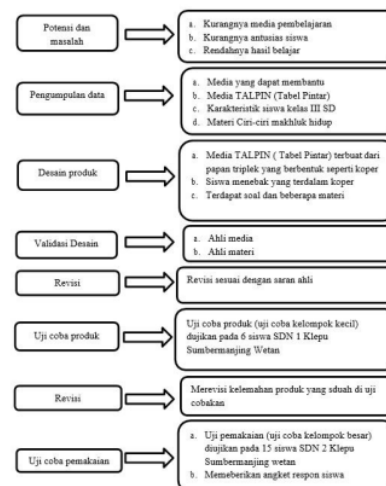 Potensi dan
masalah
a. Kurangnya media pembelajaran
b. Kurangnya antusias siswa
c. Rendahnya hasil belajar
Pengumpulan data
a. Media yang dapat membantu
b. Media TALPIN (Tabel Pintar)
c. Karakteristik siswa kelas III SD
d. Materi Ciri-ciri makhluk hidup
Desain produk
a. Media TALPIN ( Tabel Pintar) terbuat dari
papan triplek yang berbentuk seperti koper
b. Siswa menebak yang terdalam koper
c. Terdapat soal dan beberapa materi
Validasi Desain
a. Ahli media
b. Ahli materi
Revisi
Revisi sesuai dengan saran ahli
Uji coba produk
Uji coba produk (uji coba kelompok kecil)
dujikan pada 6 siswa SDN 1 Klepu
Sumbermanjing Wetan
Revisi
Merevisi kelemahan produk yang sduah di uji
cobakan
Uji coba pemakaian
a. Uji pemakaian (uji coba kelompok besar)
diujikan pada 15 siswa SDN 2 Klepu
Sumbermanjing wetan
b. Memeberikan angket respon siswa